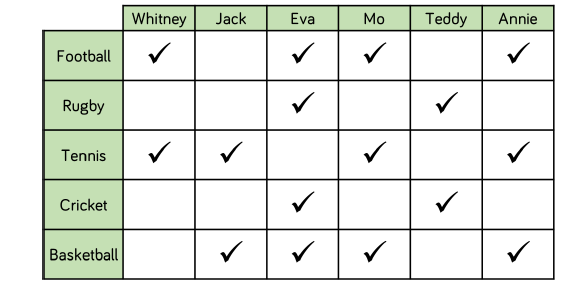 Whitney Jack Eva Mo Teddy Annie
Football ✓ ✓ ✓ ✓
Rugby ✓ ✓
Tennis ✓ ✓ ✓ ✓
Cricket ✓ ✓
Basketball ✓ ✓ ✓ ✓